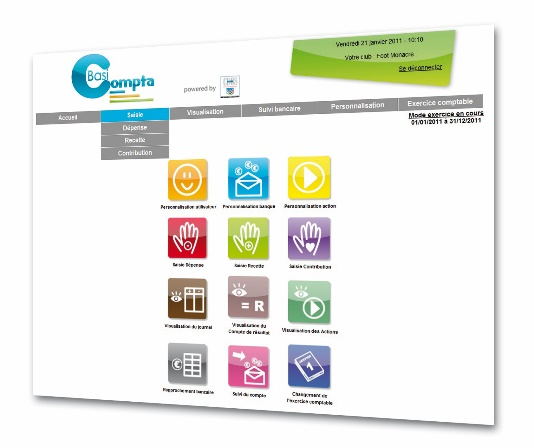 Basi
Compta
powered by
Vendredi 21 janvier 2011 - 10:10
Votre club : Foot Monacre
Se déconnecter
Accueil
Saisie
Visualisation
Suivi bancaire
Personnalisation
Exercice comptable
Dépense
Recette
Contribution
Mode exercice en cours
01/01/2011 à 31/12/2011
Personnalisation utilisateur
Personnalisation banque
Personnalisation action
Saisie Dépense
Saisie Recette
Saisie Contribution
= R
Visualisation du journal
Visualisation du
Compte de résultat
Visualisation des Actions
1
Rapprochement bancaire
Suivi du compte
Changement de
l'exercice comptable